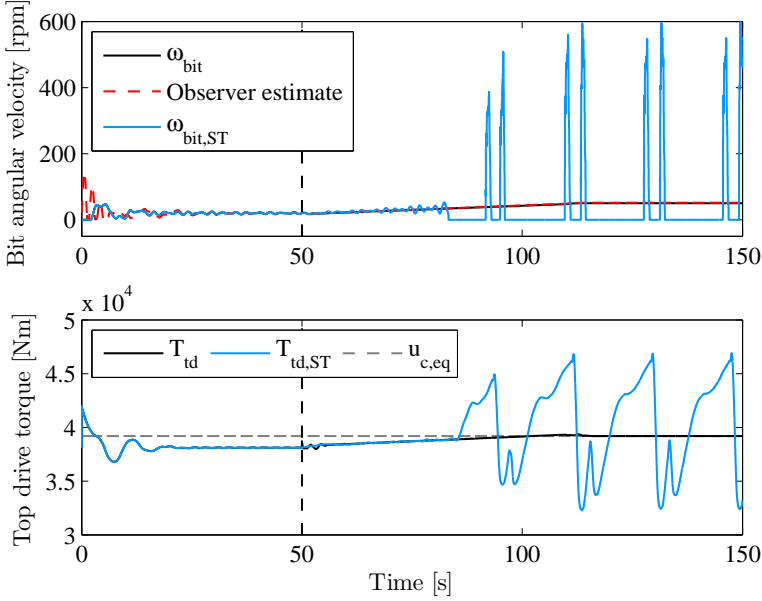 600
400
200
0
Bit angular velocity [rpm]
ω_bit
Observer estimate
ω_bit,ST
0
50
100
150
x 10^4
5
4.5
4
3.5
3
Top drive torque [Nm]
T_td
T_td,ST
u_c,eq
0
50
100
150
Time [s]